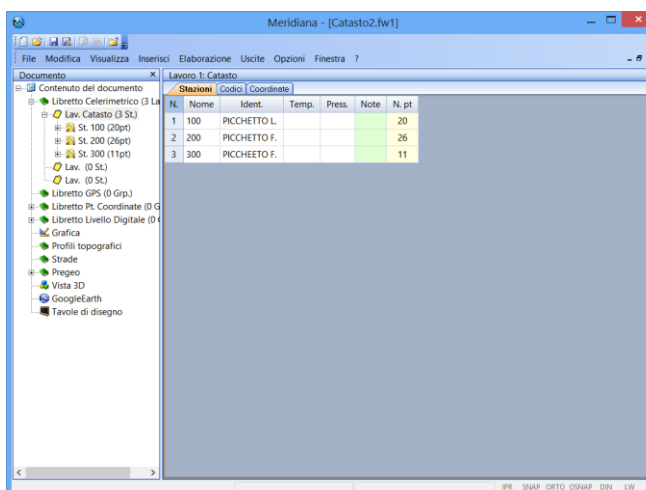 Meridiana - [Catasto2.fw1]
File Modifica Visualizza Inserisci Elaborazione Uscite Opzioni Finestra ?
Documento
Lavoro 1: Catasto
Contenuto del documento
Stazioni Codici Coordinate
Libretto Celerimetrico (3 La
N. Nome Ident. Temp. Press. Note N. pt
Lav. Catasto (3 St.)
1 100 PICCHETTO L. 20
St. 100 (20pt)
2 200 PICCHETTO F. 26
St. 200 (26pt)
3 300 PICCHEETO F. 11
St. 300 (11pt)
Lav. (0 St.)
Lav. (0 St.)
Libretto GPS (0 Grp.)
Libretto Pt. Coordinate (0 G
Libretto Livello Digitale (0
Grafica
Profili topografici
Strade
Pregeo
Vista 3D
GoogleEarth
Tavole di disegno
IPR SNAP ORTO OSNAP DIN LW